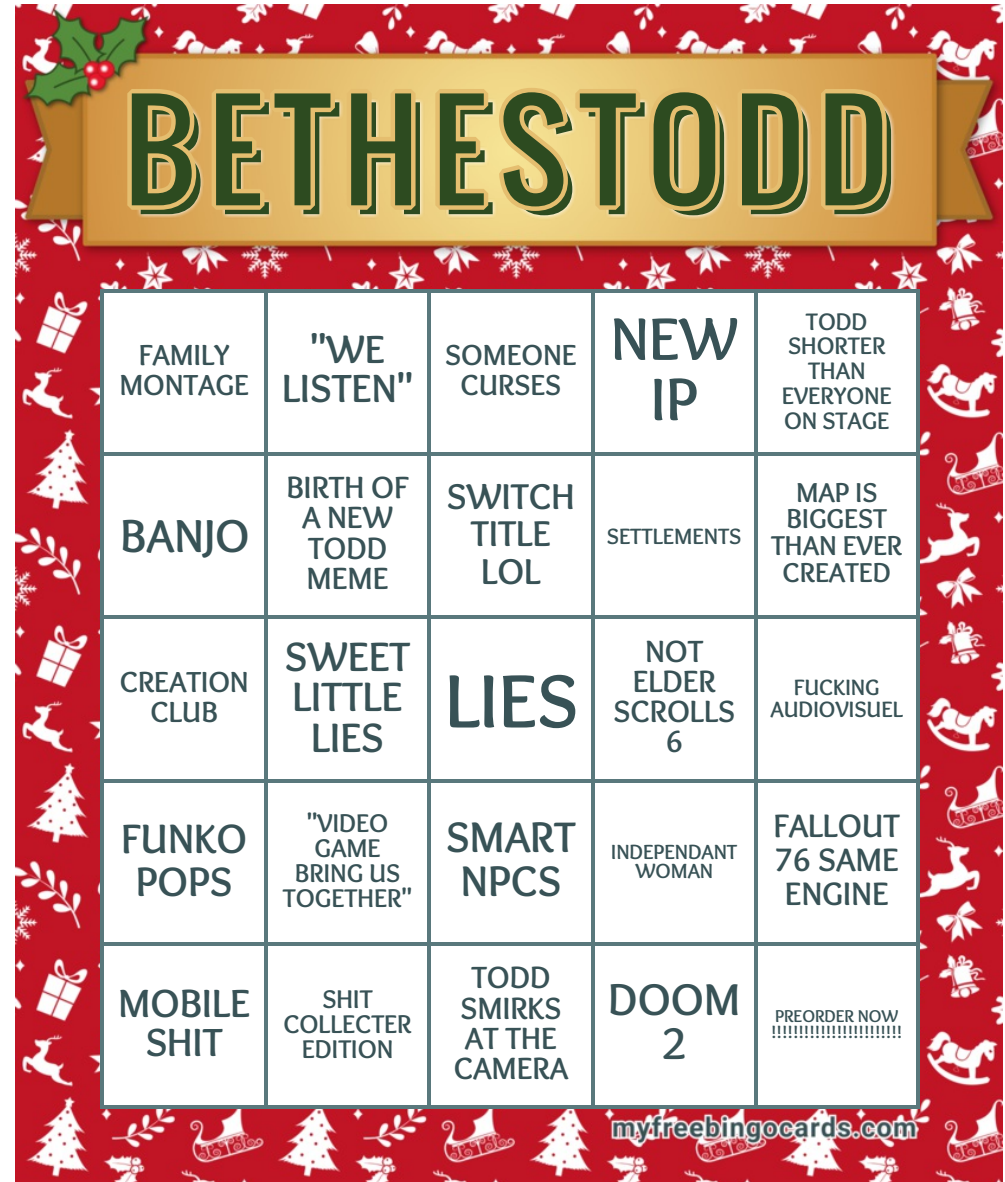 BETHESTODD
FAMILY
MONTAGE
"WE
LISTEN"
SOMEONE
CURSES
NEW
IP
TODD
SHORTER
THAN
EVERYONE
ON STAGE
BANJO
BIRTH OF
A NEW
TODD
MEME
SWITCH
TITLE
LOL
SETTLEMENTS
MAP IS
BIGGEST
THAN EVER
CREATED
CREATION
CLUB
SWEET
LITTLE
LIES
LIES
NOT
ELDER
SCROLLS
6
FUCKING
AUDIOVISUEL
FUNKO
POPS
"VIDEO
GAME
BRING US
TOGETHER"
SMART
NPCS
INDEPENDANT
WOMAN
FALLOUT
76 SAME
ENGINE
MOBILE
SHIT
SHIT
COLLECTER
EDITION
TODD
SMIRKS
AT THE
CAMERA
DOOM
2
PREORDER NOW
!!!!!!!!!!!!!!!!!!!!!!!!
myfreebingocards.com